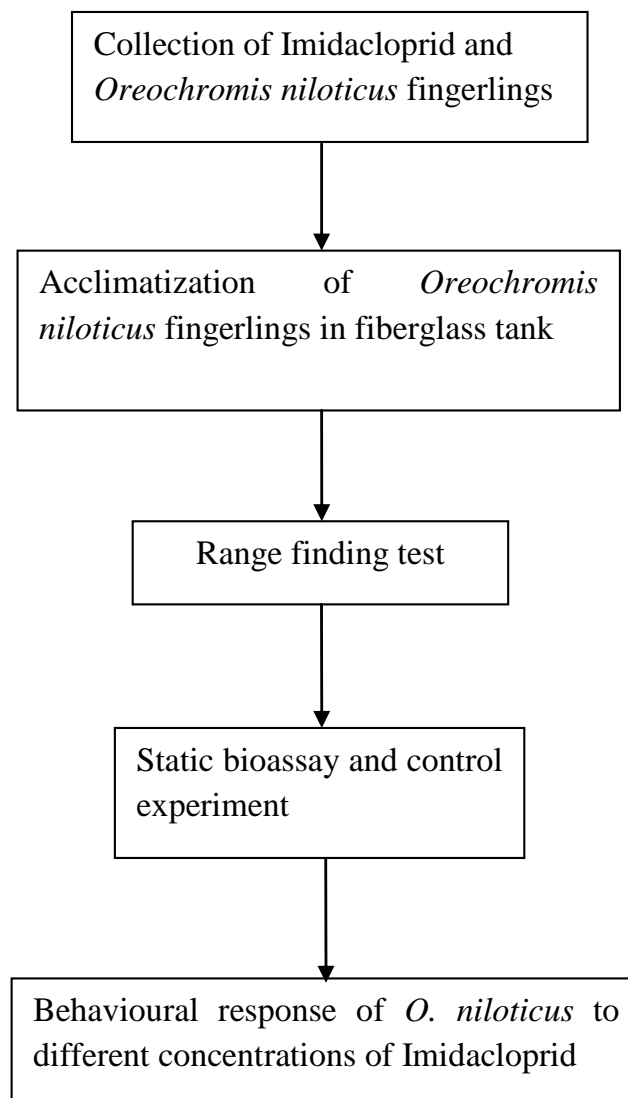 Collection of Imidacloprid and
Oreochromis niloticus fingerlings
Acclimatization of Oreochromis
niloticus fingerlings in fiberglass tank
Range finding test
Static bioassay and control
experiment
Behavioural response of O. niloticus to
different concentrations of Imidacloprid